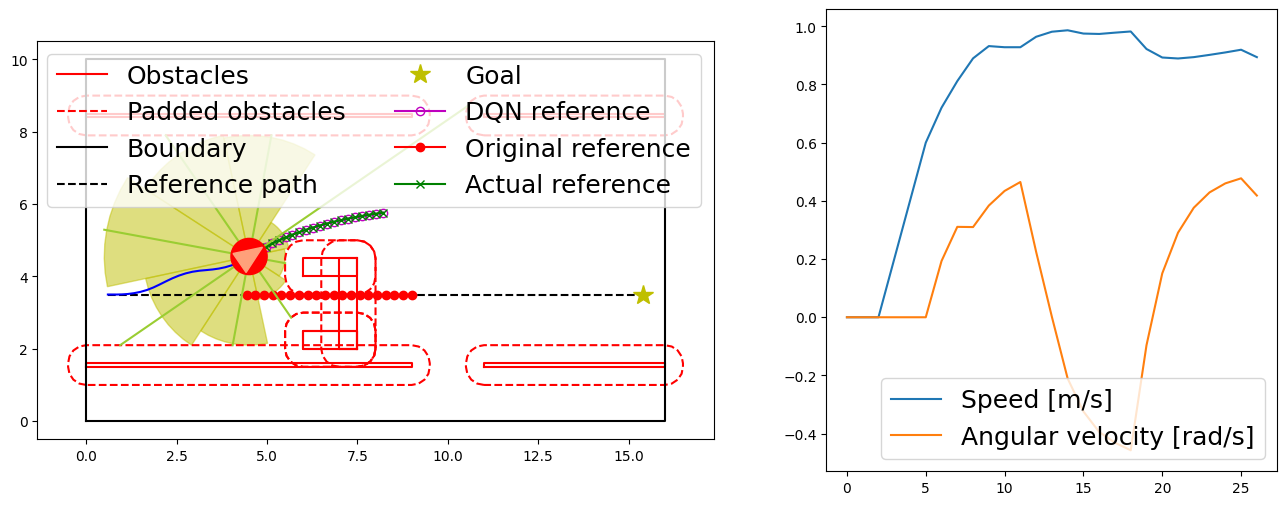 10
8
6
4
2
0
0.0 2.5 5.0 7.5 10.0 12.5 15.0
Obstacles
Padded obstacles
Boundary
Reference path
Goal
DQN reference
Original reference
Actual reference
1.0
0.8
0.6
0.4
0.2
0.0
−0.2
−0.4
0 5 10 15 20 25
Speed [m/s]
Angular velocity [rad/s]